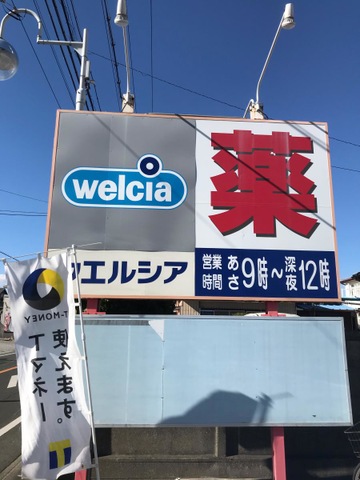 welcia
薬
ウエルシア
営業時間 あさ9時〜深夜12時
T-MONEY
使えます。
Tマネー
T